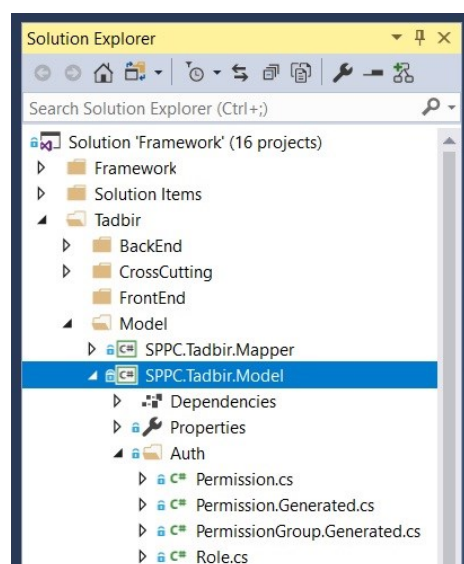 Solution Explorer
Search Solution Explorer (Ctrl+;)
Solution 'Framework' (16 projects)
Framework
Solution Items
Tadbir
BackEnd
CrossCutting
FrontEnd
Model
C# SPPC.Tadbir.Mapper
C# SPPC.Tadbir.Model
Dependencies
Properties
Auth
C# Permission.cs
C# Permission.Generated.cs
C# PermissionGroup.Generated.cs
C# Role.cs